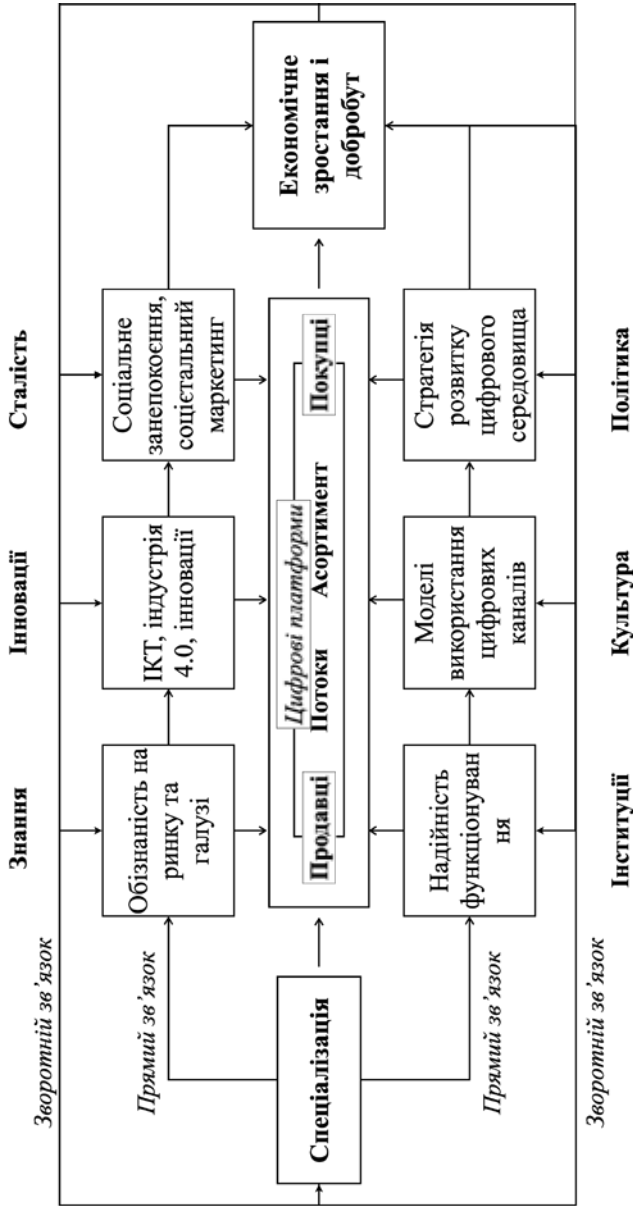 Зворотній зв’язок
Знання
Інновації
Сталість
Прямий зв’язок
Обізнаність на
ринку та
галузі
ІКТ, індустрія
4.0, інновації
Соціальне
занепокоєння,
соцієтальний
маркетинг
Спеціалізація
Цифрові платформи
Продавці
Потоки
Асортимент
Покупці
Економічне
зростання і
добробут
Надійність
функціонуван
ня
Моделі
використання
цифрових
каналів
Стратегія
розвитку
цифрового
середовища
Прямий зв’язок
Зворотній зв’язок
Інституції
Культура
Політика